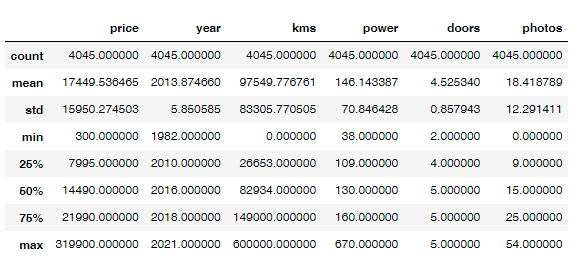 price year kms power doors photos
count 4045.000000 4045.000000 4045.000000 4045.000000 4045.000000 4045.000000
mean 17449.536465 2013.874660 97549.776761 146.143387 4.525340 18.418789
std 15950.274503 5.850585 83305.770505 70.846428 0.857943 12.291411
min 300.000000 1982.000000 0.000000 38.000000 2.000000 0.000000
25% 7995.000000 2010.000000 26653.000000 109.000000 4.000000 9.000000
50% 14490.000000 2016.000000 82934.000000 130.000000 5.000000 15.000000
75% 21990.000000 2018.000000 149000.000000 160.000000 5.000000 25.000000
max 319900.000000 2021.000000 600000.000000 670.000000 5.000000 54.000000